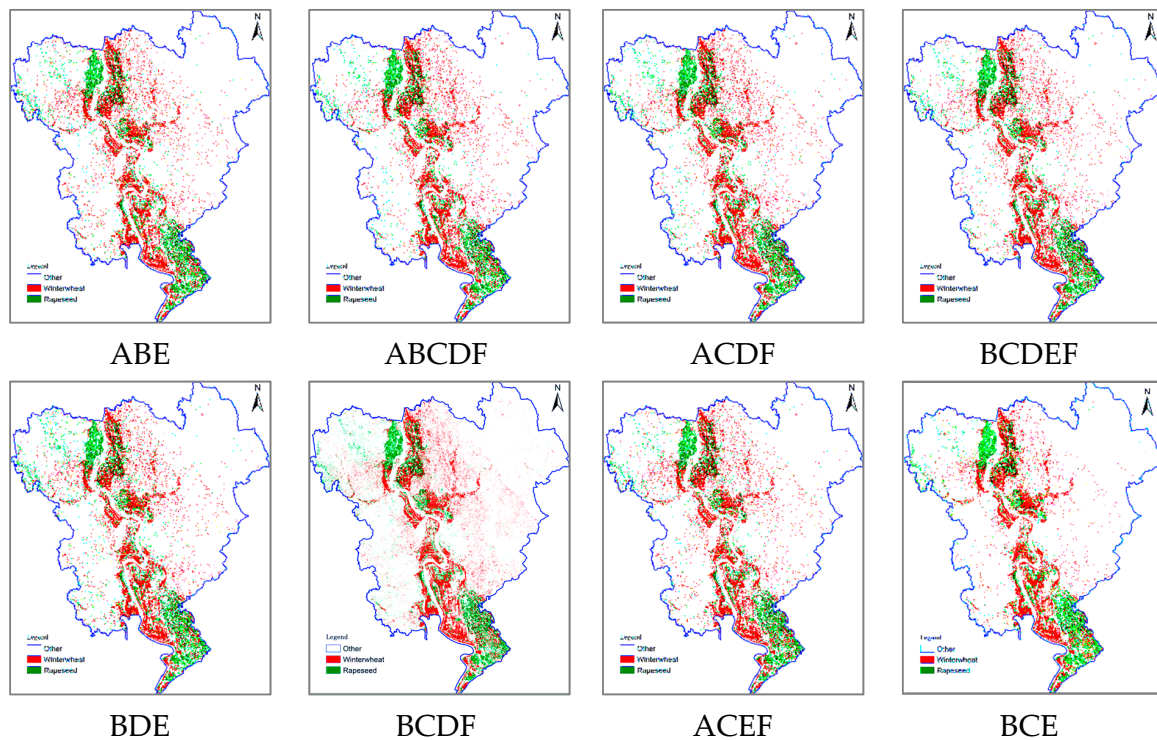 N N N N
Legend Legend Legend Legend
Other Other Other Other
Winterwheat Winterwheat Winterwheat Winterwheat
Rapeseed Rapeseed Rapeseed Rapeseed
ABE ABCDF ACDF BCDEF
N N N N
Legend Legend Legend Legend
Other Other Other Other
Winterwheat Winterwheat Winterwheat Winterwheat
Rapeseed Rapeseed Rapeseed Rapeseed
BDE BCDF ACEF BCE